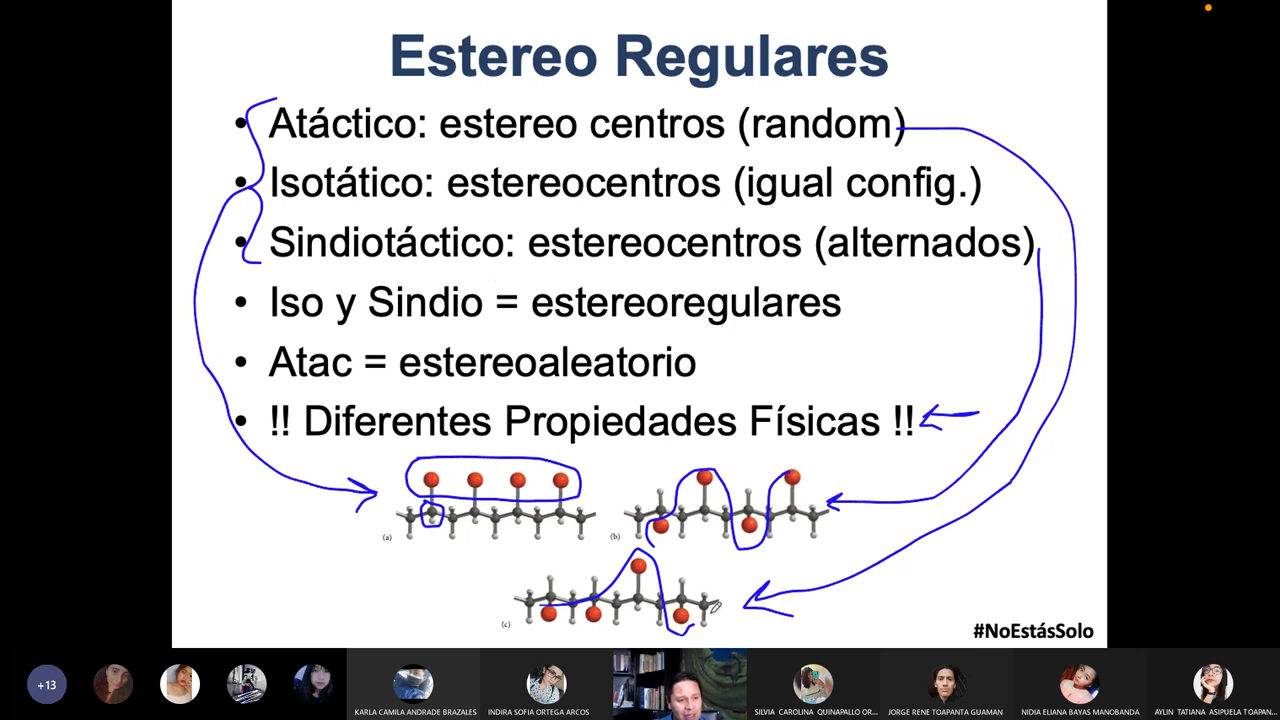 Estereo Regulares
• Atáctico: estereo centros (random)
• Isotático: estereocentros (igual config.)
• Sindiotáctico: estereocentros (alternados)
• Iso y Sindio = estereoregulares
• Atac = estereoaleatorio
• !! Diferentes Propiedades Físicas !!
(a)
(b)
(c)
#NoEstásSolo
+13
KARLA CAMILA ANDRADE BRAZALES
INDIRA SOFIA ORTEGA ARCOS
SILVIA CAROLINA QUINAPALLO OR...
JORGE RENE TOAPANTA GUAMAN
NIDIA ELIANA BAYAS MANOBANDA
AYLIN TATIANA ASIPUELA TOAPAN...